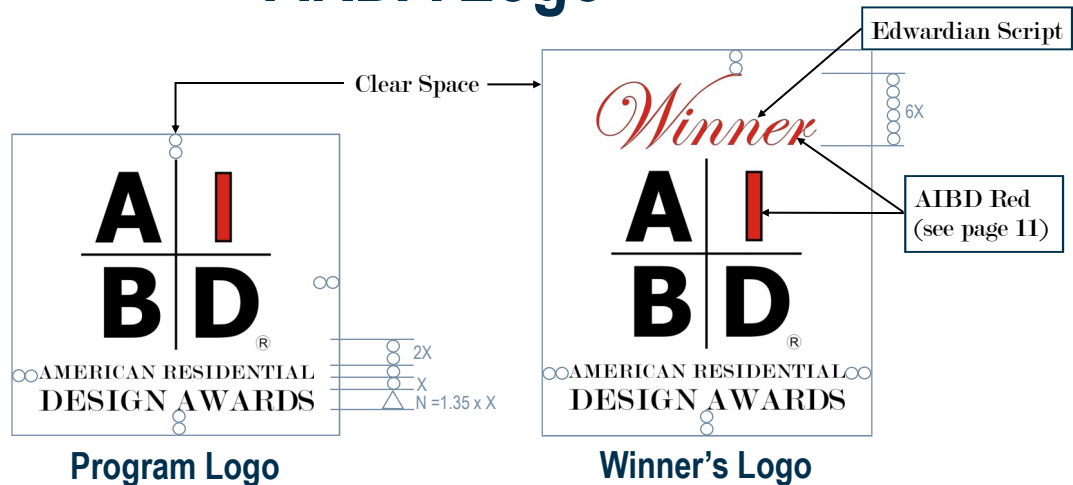 Edwardian Script
Clear Space
Winner
6X
A I
B D ®
AIBD Red
(see page 11)
A I
B D ®
2X
AMERICAN RESIDENTIAL
X
DESIGN AWARDS
N =1.35 x X
AMERICAN RESIDENTIAL
DESIGN AWARDS
Program Logo
Winner's Logo